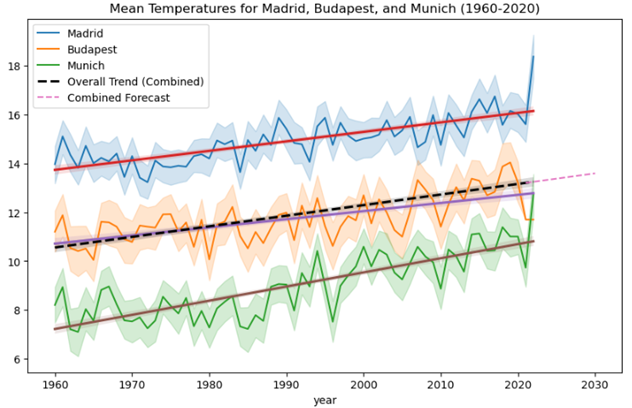 Mean Temperatures for Madrid, Budapest, and Munich (1960-2020)
Madrid
Budapest
Munich
Overall Trend (Combined)
Combined Forecast
18
16
14
12
10
8
6
1960
1970
1980
1990
2000
2010
2020
2030
year